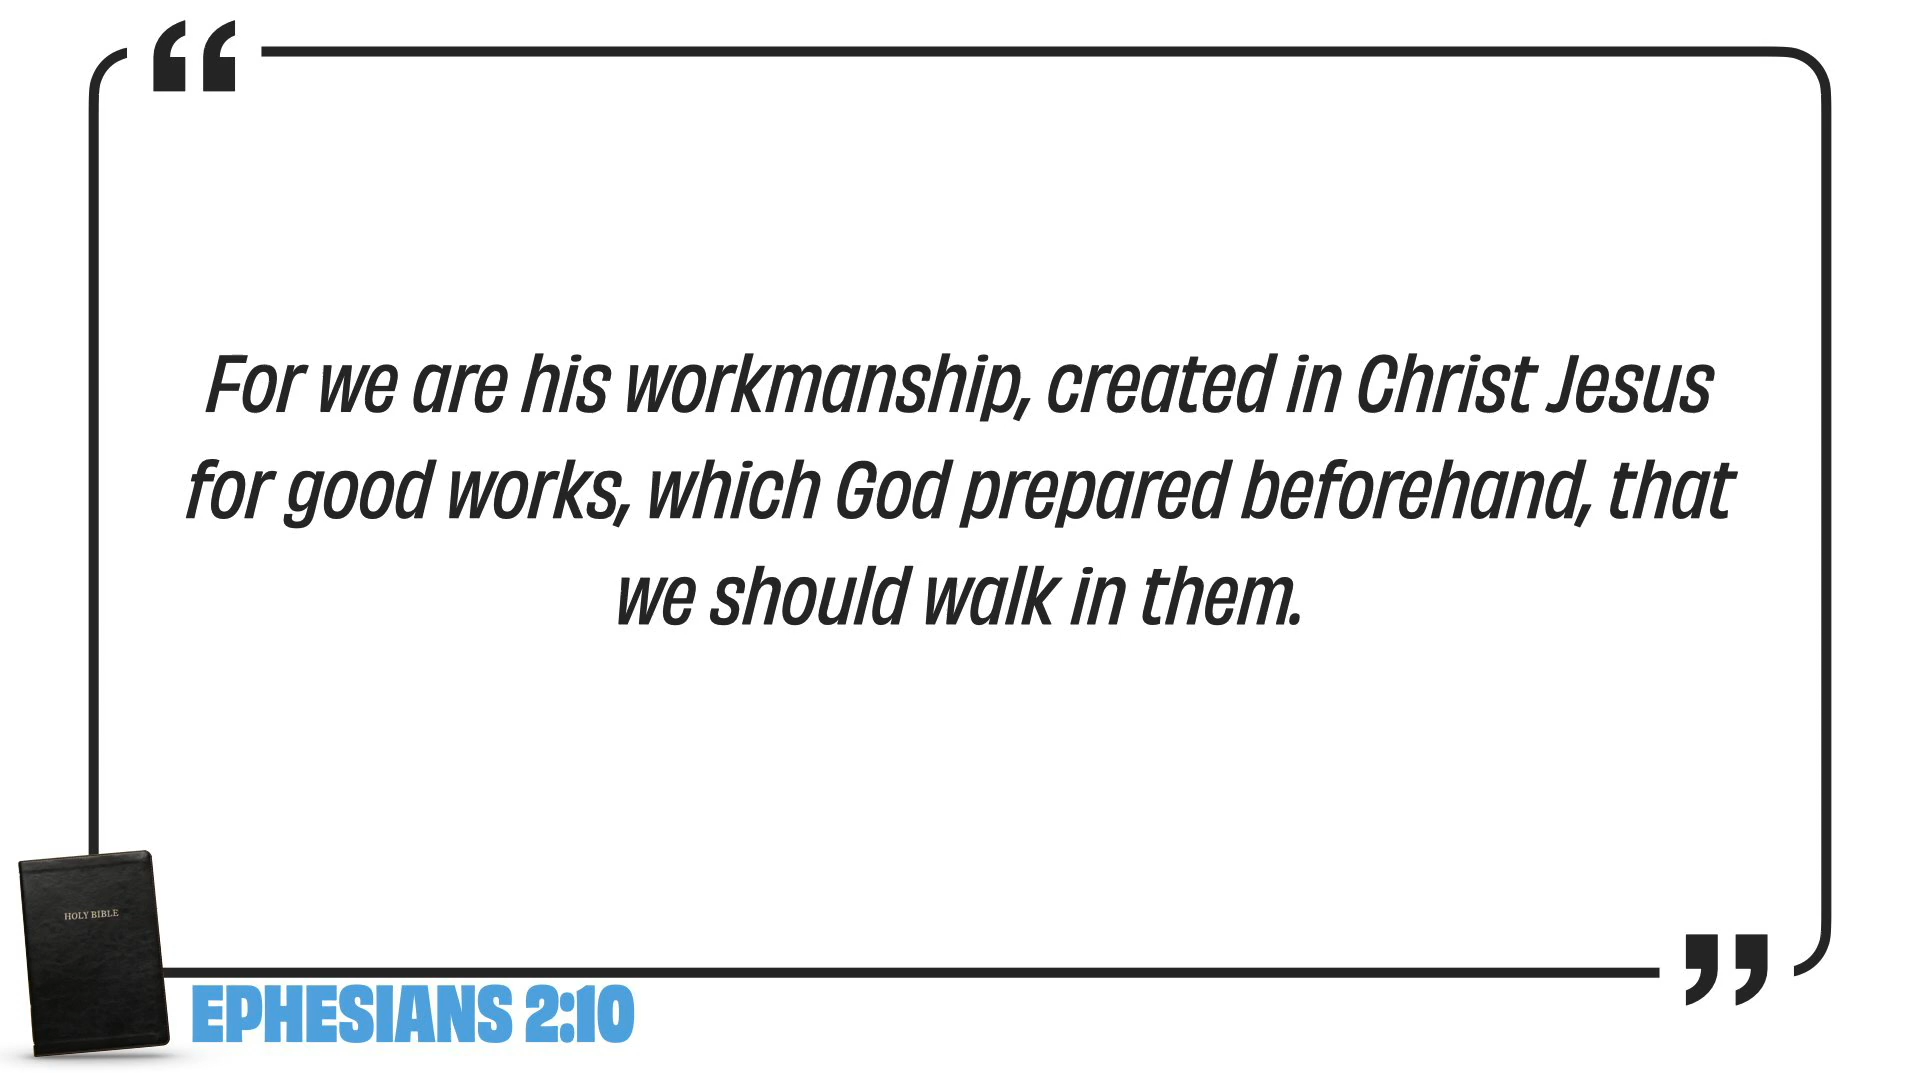 “
For we are his workmanship, created in Christ Jesus
for good works, which God prepared beforehand, that
we should walk in them.
”
HOLY BIBLE
EPHESIANS 2:10